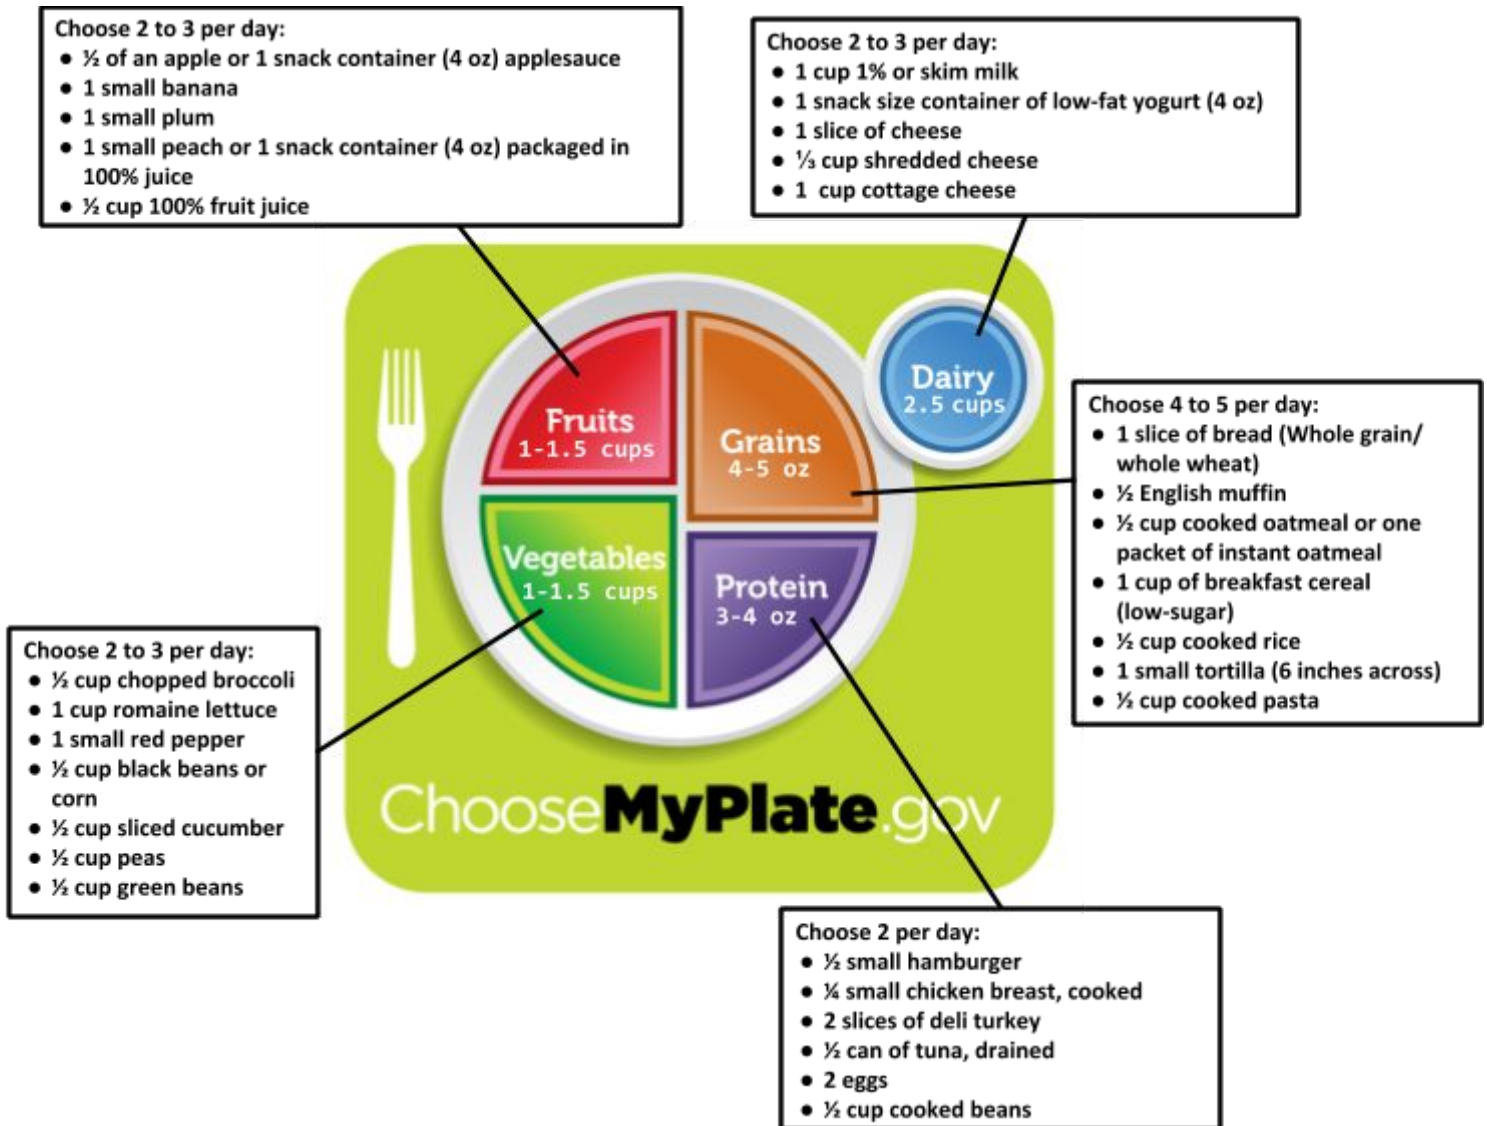 Choose 2 to 3 per day:
● ½ of an apple or 1 snack container (4 oz) applesauce
● 1 small banana
● 1 small plum
● 1 small peach or 1 snack container (4 oz) packaged in
100% juice
● ½ cup 100% fruit juice
Choose 2 to 3 per day:
● 1 cup 1% or skim milk
● 1 snack size container of low-fat yogurt (4 oz)
● 1 slice of cheese
● ⅓ cup shredded cheese
● 1 cup cottage cheese
Fruits
1-1.5 cups
Grains
4-5 oz
Dairy
2.5 cups
Vegetables
1-1.5 cups
Protein
3-4 oz
Choose 4 to 5 per day:
● 1 slice of bread (Whole grain/
whole wheat)
● ½ English muffin
● ½ cup cooked oatmeal or one
packet of instant oatmeal
● 1 cup of breakfast cereal
(low-sugar)
● ½ cup cooked rice
● 1 small tortilla (6 inches across)
● ½ cup cooked pasta
Choose 2 to 3 per day:
● ½ cup chopped broccoli
● 1 cup romaine lettuce
● 1 small red pepper
● ½ cup black beans or
corn
● ½ cup sliced cucumber
● ½ cup peas
● ½ cup green beans
ChooseMyPlate.gov
Choose 2 per day:
● ½ small hamburger
● ¼ small chicken breast, cooked
● 2 slices of deli turkey
● ½ can of tuna, drained
● 2 eggs
● ½ cup cooked beans